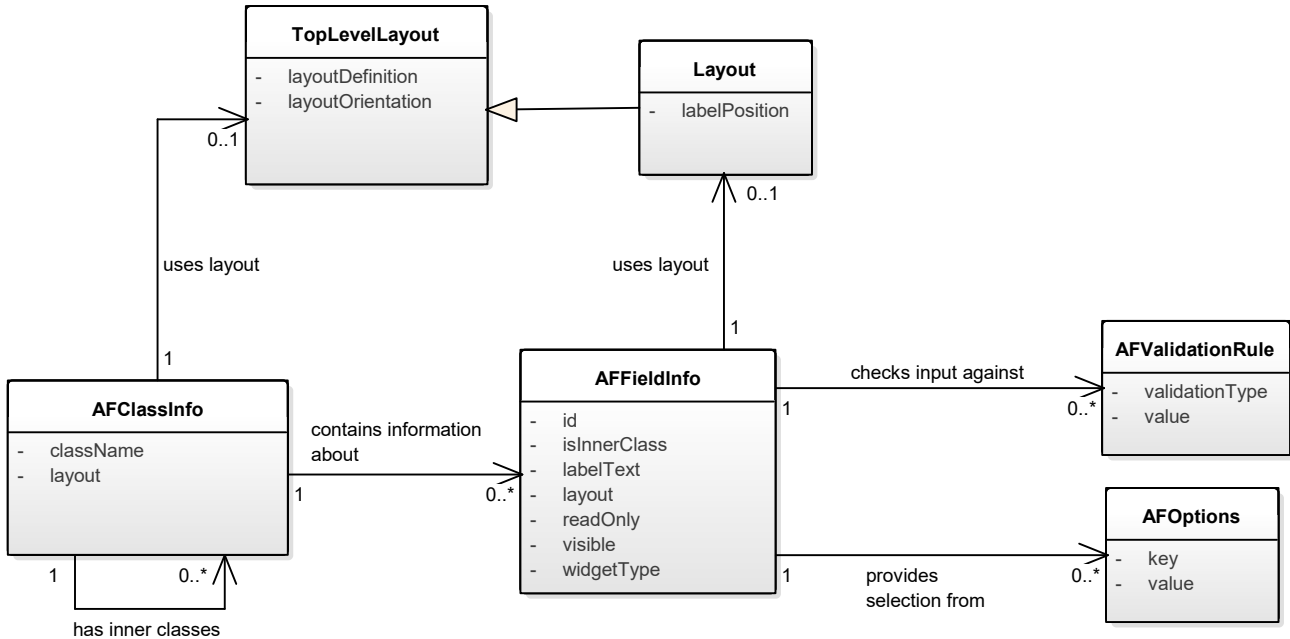 TopLevelLayout
- layoutDefinition
- layoutOrientation
Layout
- labelPosition
0..1
0..1
uses layout
uses layout
1
1
AFClassInfo
- className
- layout
contains information
about
1
0..*
AFFieldInfo
- id
- isInnerClass
- labelText
- layout
- readOnly
- visible
- widgetType
checks input against
1
0..*
AFValidationRule
- validationType
- value
AFOptions
- key
- value
1
0..*
provides
selection from
1
0..*
has inner classes